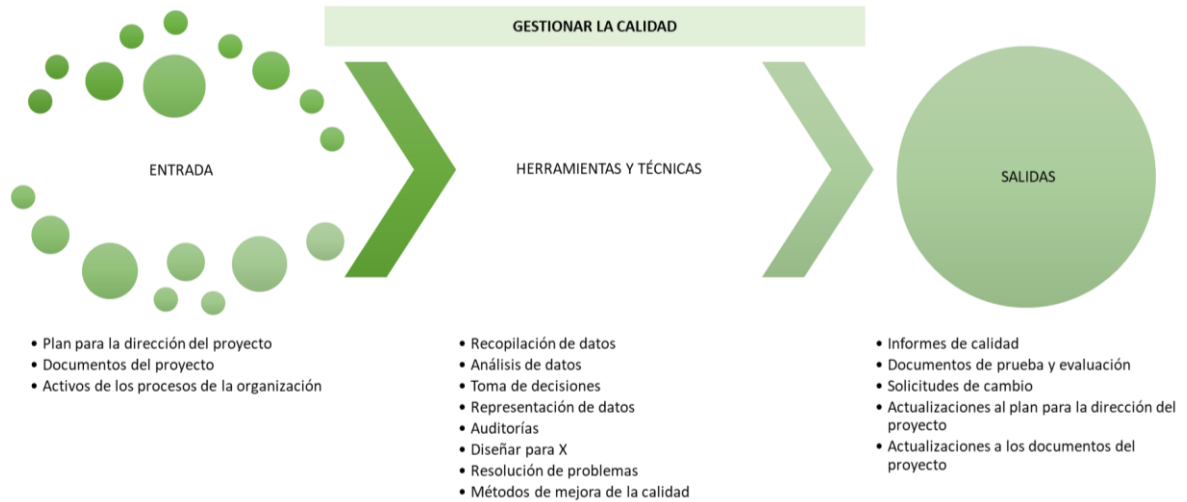 GESTIONAR LA CALIDAD
ENTRADA
HERRAMIENTAS Y TÉCNICAS
SALIDAS
• Plan para la dirección del proyecto
• Documentos del proyecto
• Activos de los procesos de la organización
• Recopilación de datos
• Análisis de datos
• Toma de decisiones
• Representación de datos
• Auditorías
• Diseñar para X
• Resolución de problemas
• Métodos de mejora de la calidad
• Informes de calidad
• Documentos de prueba y evaluación
• Solicitudes de cambio
• Actualizaciones al plan para la dirección del
proyecto
• Actualizaciones a los documentos del
proyecto